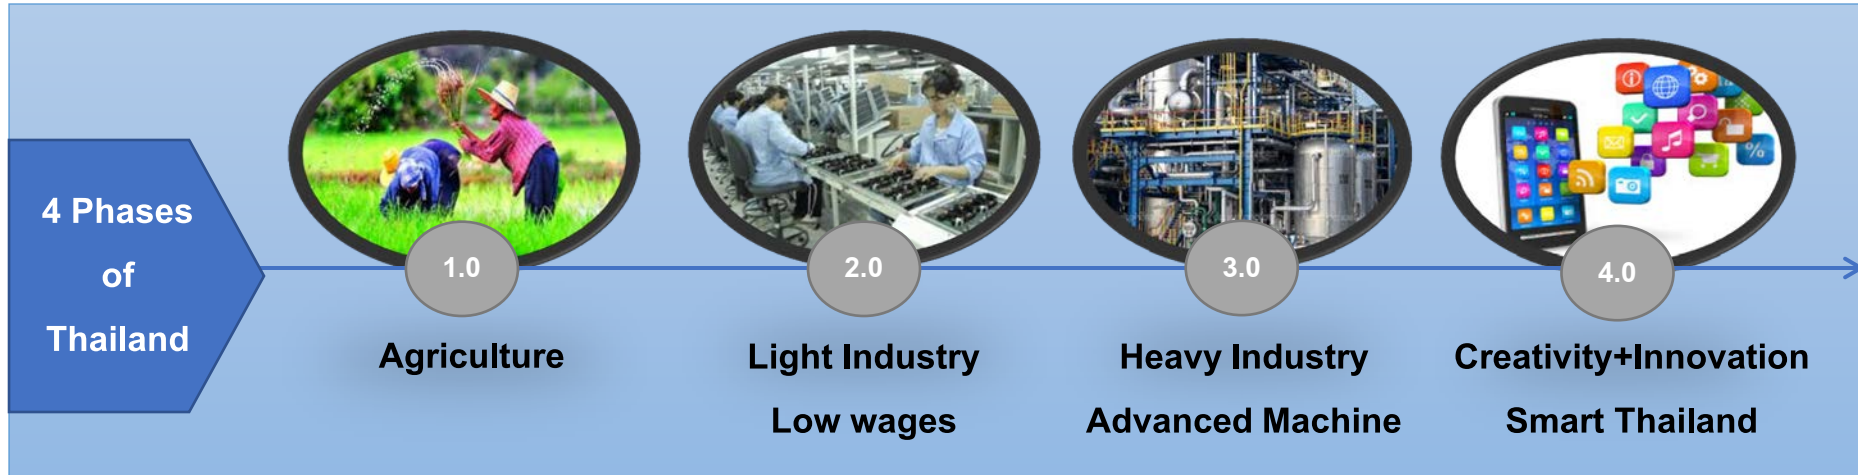 4 Phases
of
Thailand
1.0
Agriculture
2.0
Light Industry
Low wages
3.0
Heavy Industry
Advanced Machine
4.0
Creativity+Innovation
Smart Thailand